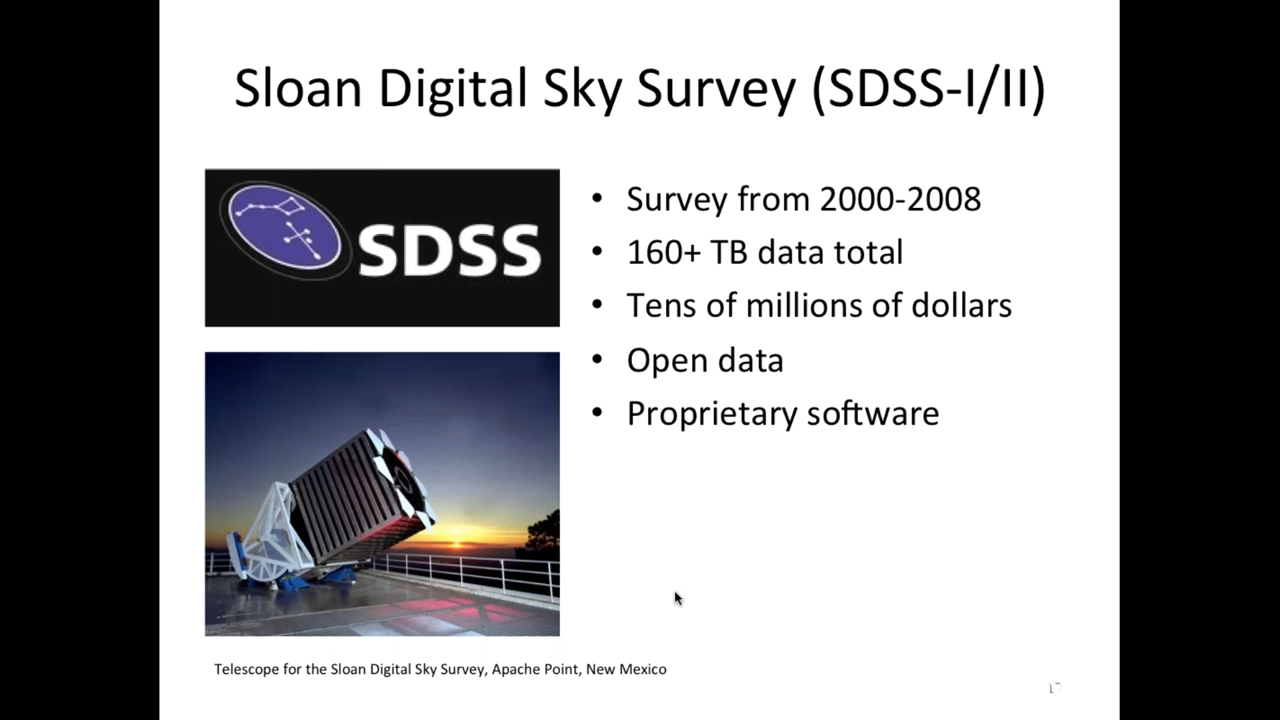 Sloan Digital Sky Survey (SDSS-I/II)
SDSS
• Survey from 2000-2008
• 160+ TB data total
• Tens of millions of dollars
• Open data
• Proprietary software
Telescope for the Sloan Digital Sky Survey, Apache Point, New Mexico
17